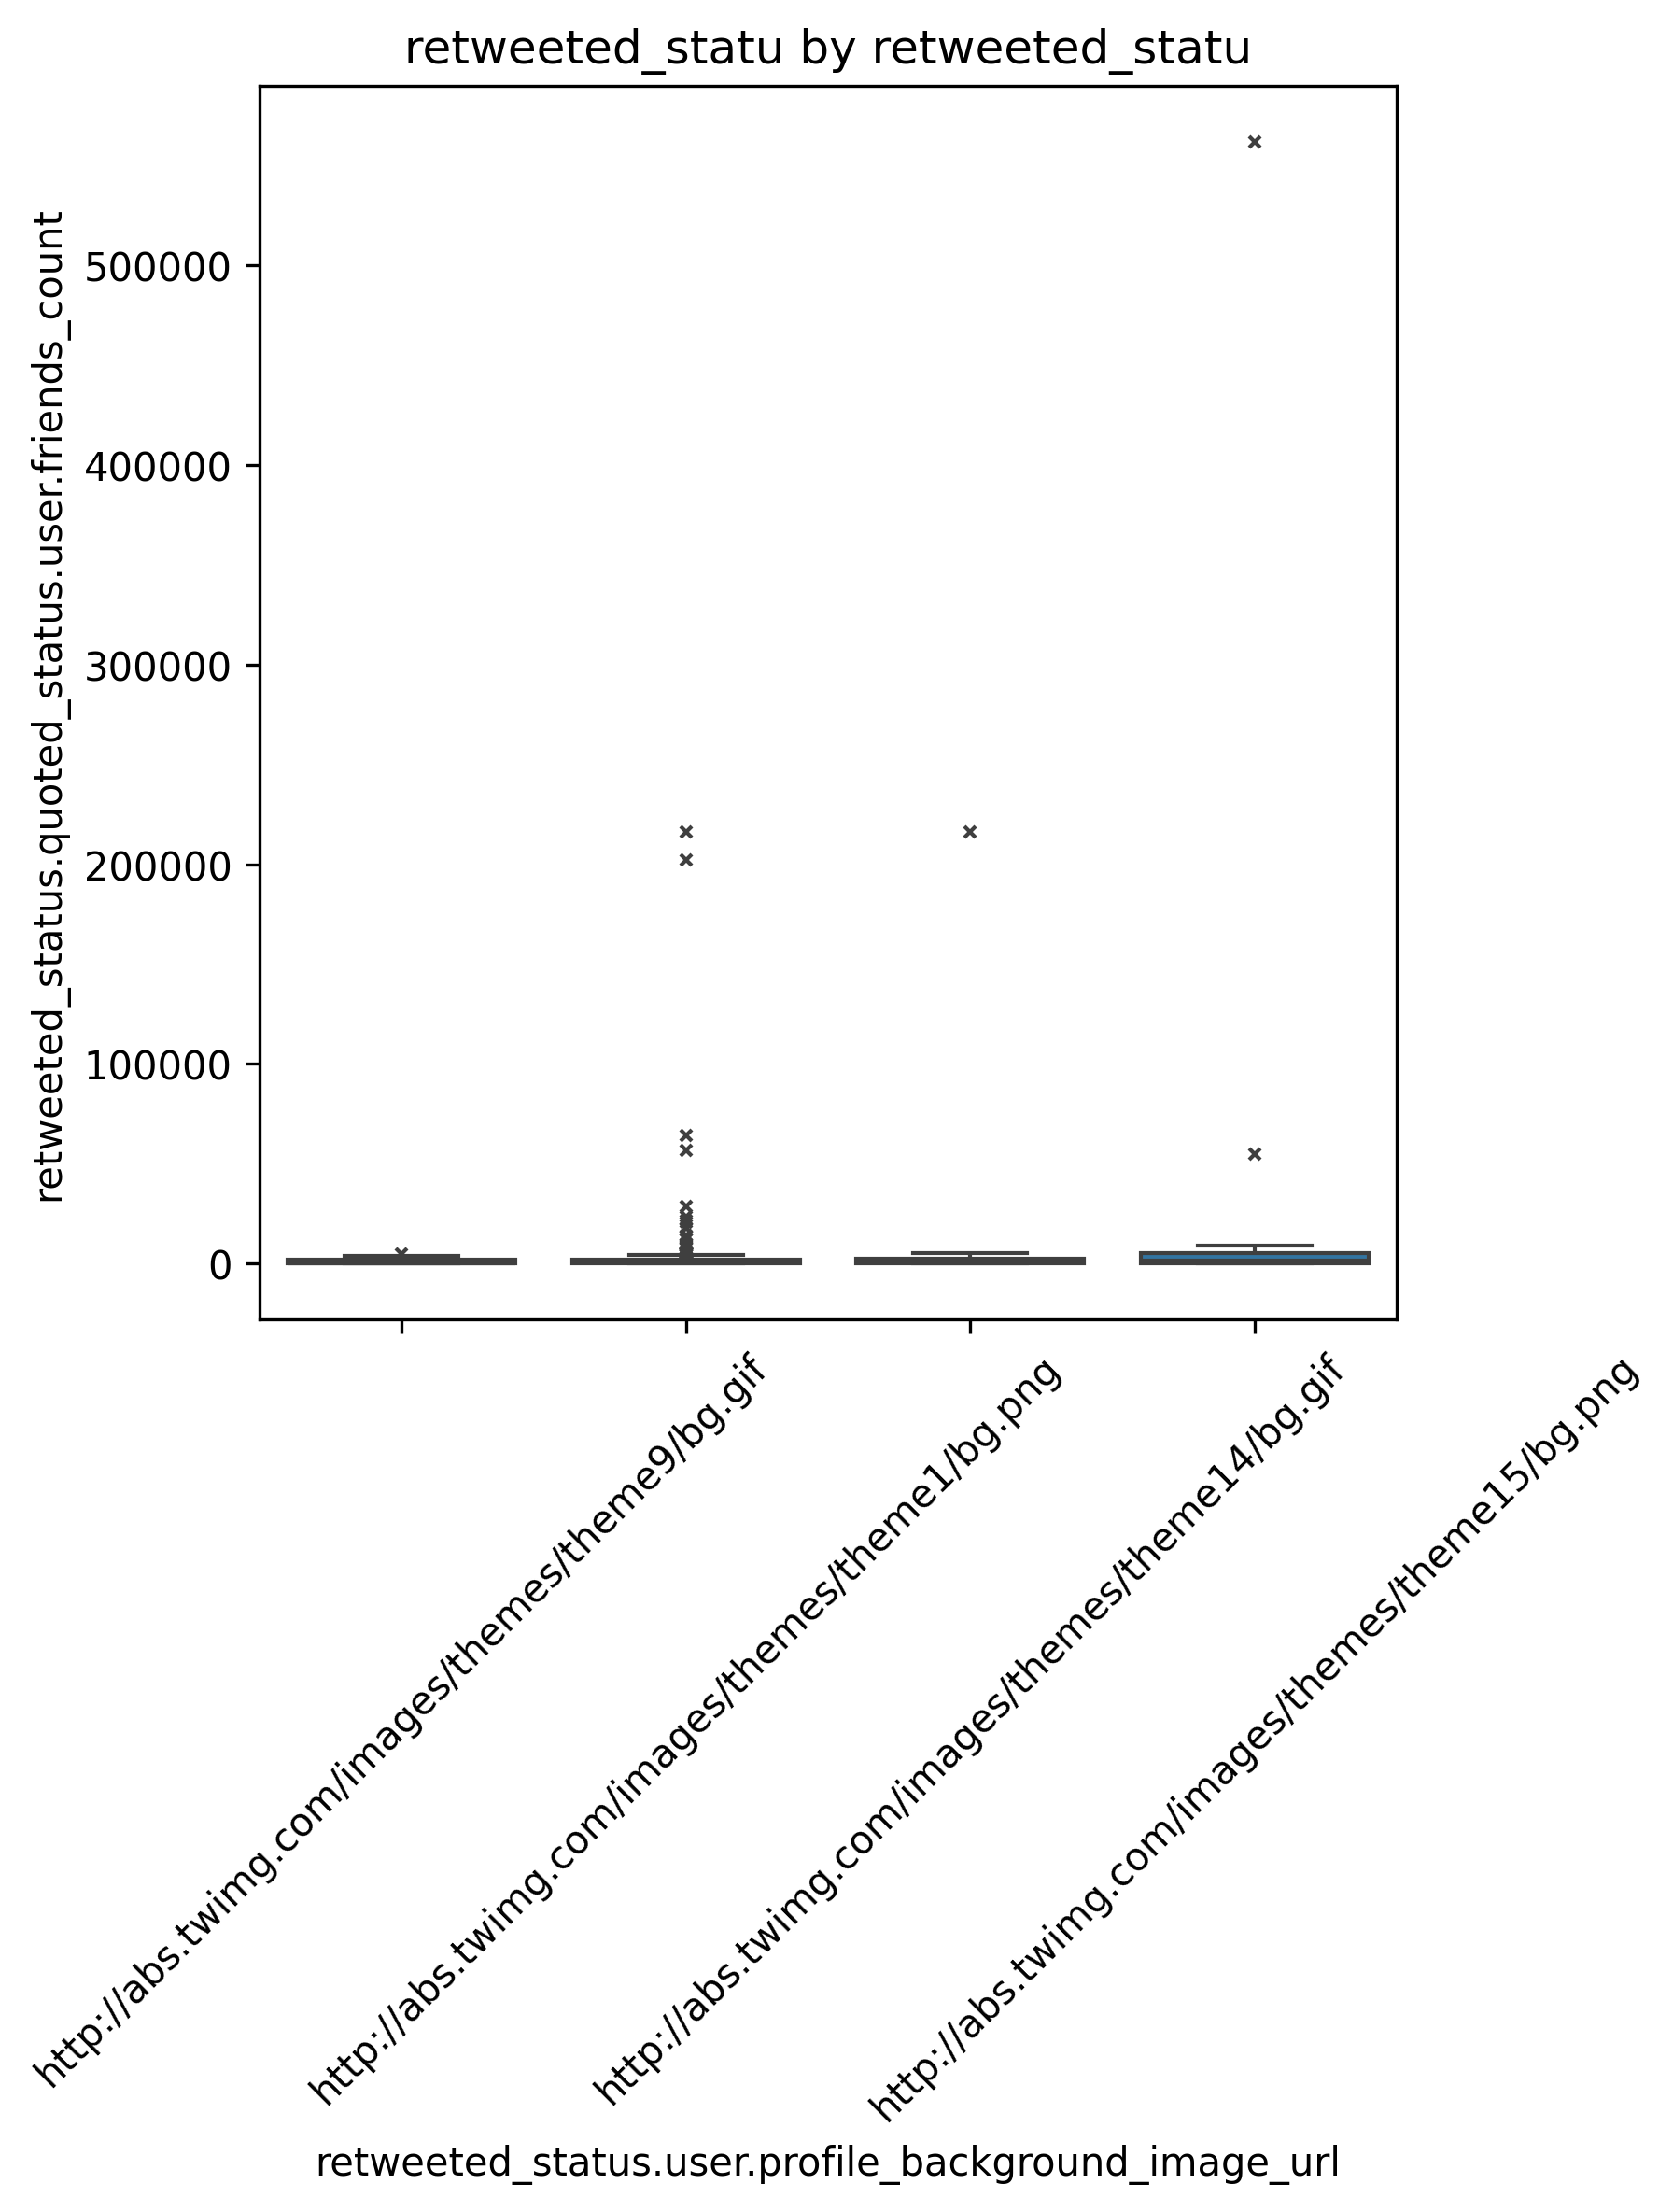 retweeted_statu by retweeted_statu
retweeted_status.quoted_status.user.friends_count
500000
400000
300000
200000
100000
0
http://abs.twimg.com/images/themes/theme9/bg.gif
http://abs.twimg.com/images/themes/theme1/bg.png
http://abs.twimg.com/images/themes/theme14/bg.gif
http://abs.twimg.com/images/themes/theme15/bg.png
retweeted_status.user.profile_background_image_url